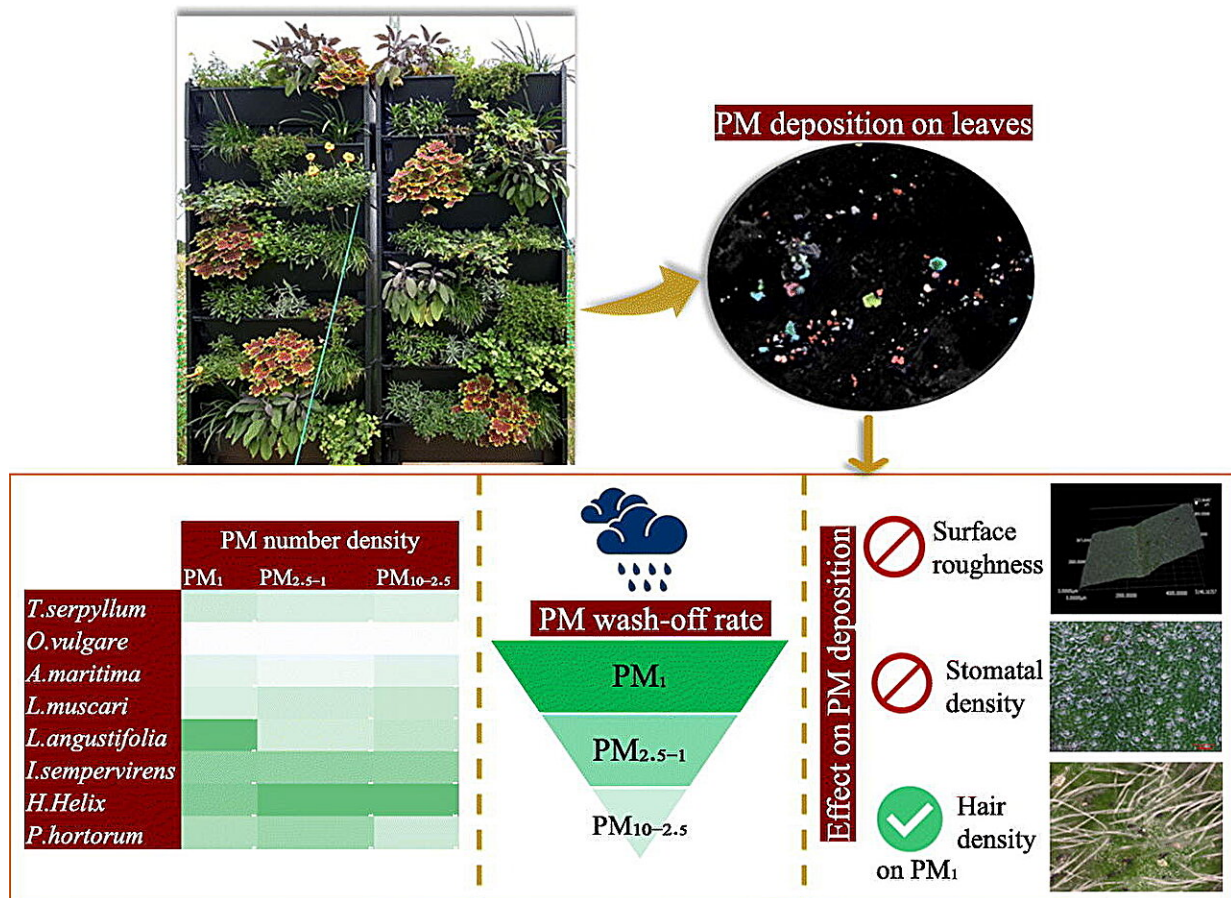 PM deposition on leaves
PM number density
PM₁ PM₂.₅₋₁ PM₁₀₋₂.₅
T.serpyllum
O.vulgare
A.maritima
L.muscari
L.angustifolia
I.sempervirens
H.Helix
P.hortorum
PM wash-off rate
PM₁
PM₂.₅₋₁
PM₁₀₋₂.₅
Effect on PM deposition
Surface
roughness
Stomatal
density
Hair
density
on PM₁